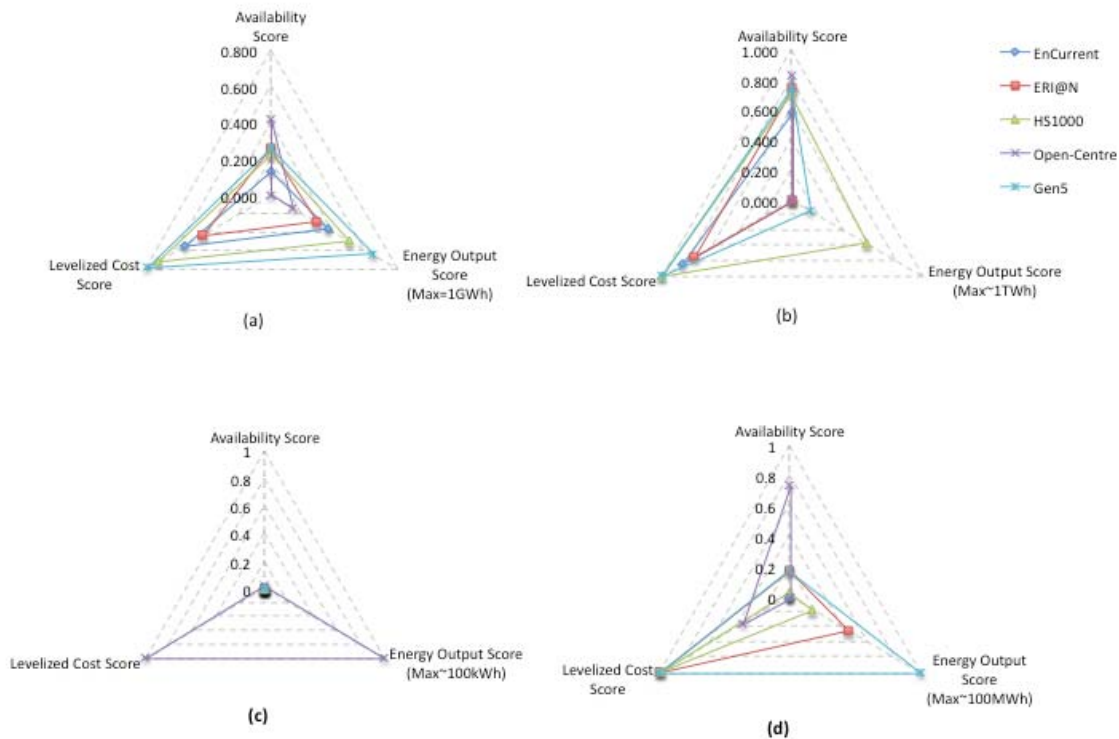 Availability
Score
0.800
0.600
0.400
0.200
0.000
Levelized Cost
Score
Energy Output
Score
(Max=1GWh)
(a)
Availability Score
1.000
0.800
0.600
0.400
0.200
0.000
Levelized Cost Score
Energy Output Score
(Max~1TWh)
(b)
EnCurrent
ERI@N
HS1000
Open-Centre
Gen5
Availability Score
1
0.8
0.6
0.4
0.2
0
Levelized Cost Score
Energy Output Score
(Max~100kWh)
(c)
Availability Score
1
0.8
0.6
0.4
0.2
0
Levelized Cost
Score
Energy Output
Score
(Max~100MWh)
(d)